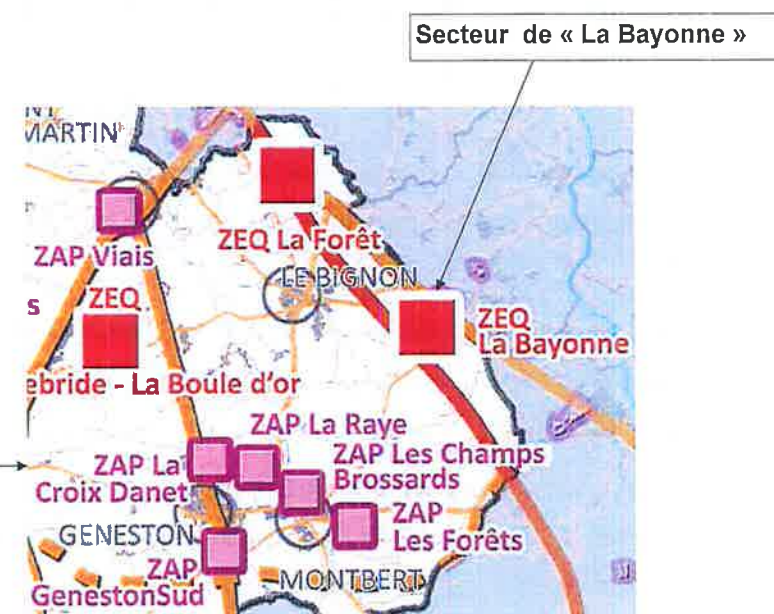 Secteur de « La Bayonne »
MARTIN
ZAP Viais
ZEQ La Forêt
LE BIGNON
ZEQ
La Bayonne
S
ZEQ
ebride - La Boule d'or
ZAP La Raye
ZAP La
Croix Danet
ZAP Les Champs
Brossards
ZAP
Les Forêts
GENESTON
ZAP
GenestonSud
MONTBERT